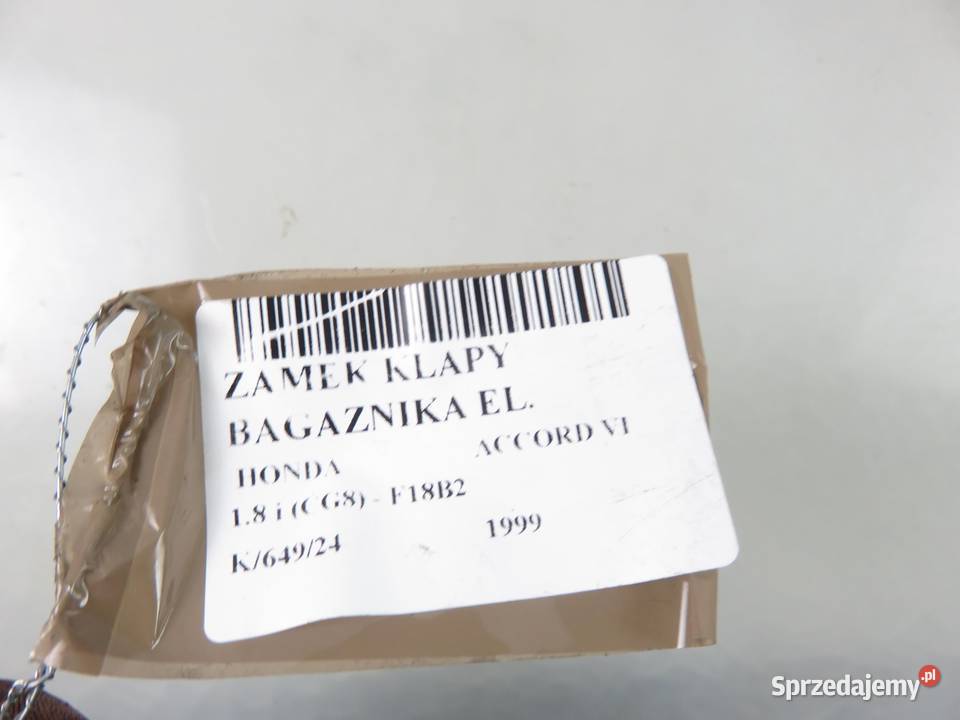 ZAMEK KLAPY
BAGAZNIKA EL.
HONDA ACCORD VI
1.8 i (CG8) - F18B2
K/649/24 1999
Sprzedajemy.pl